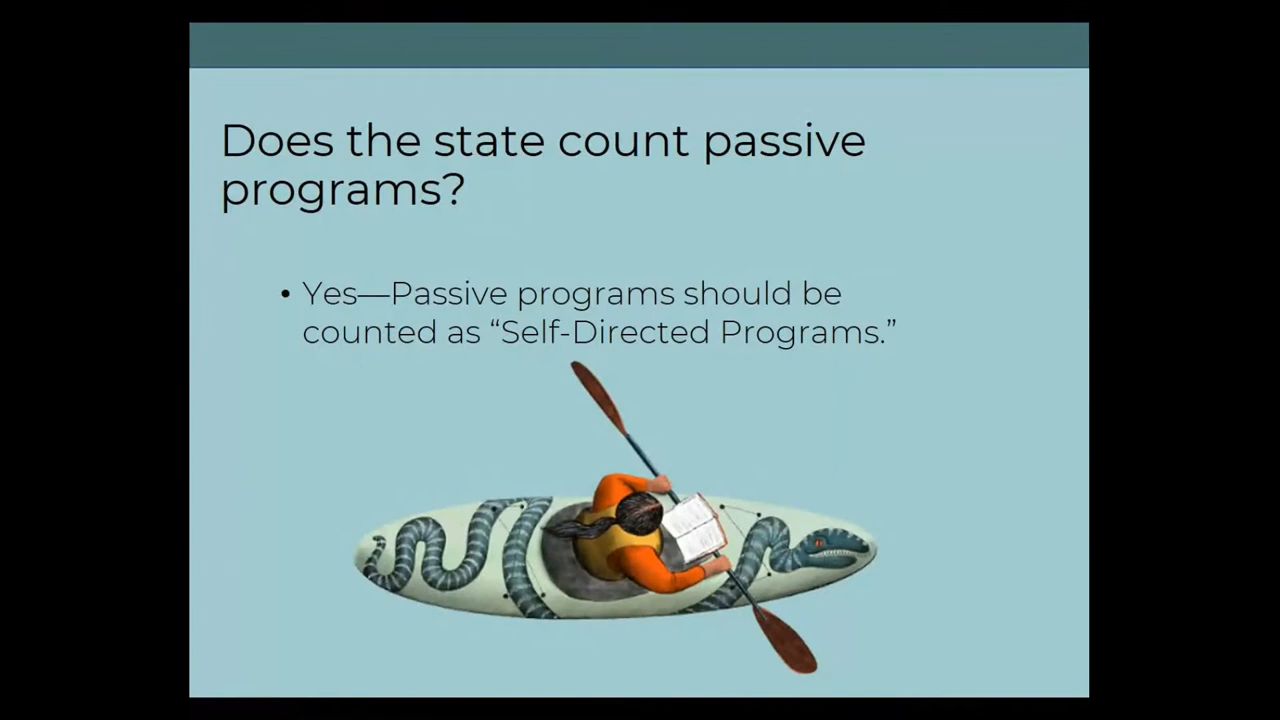 Does the state count passive
programs?
• Yes—Passive programs should be
counted as “Self-Directed Programs.”